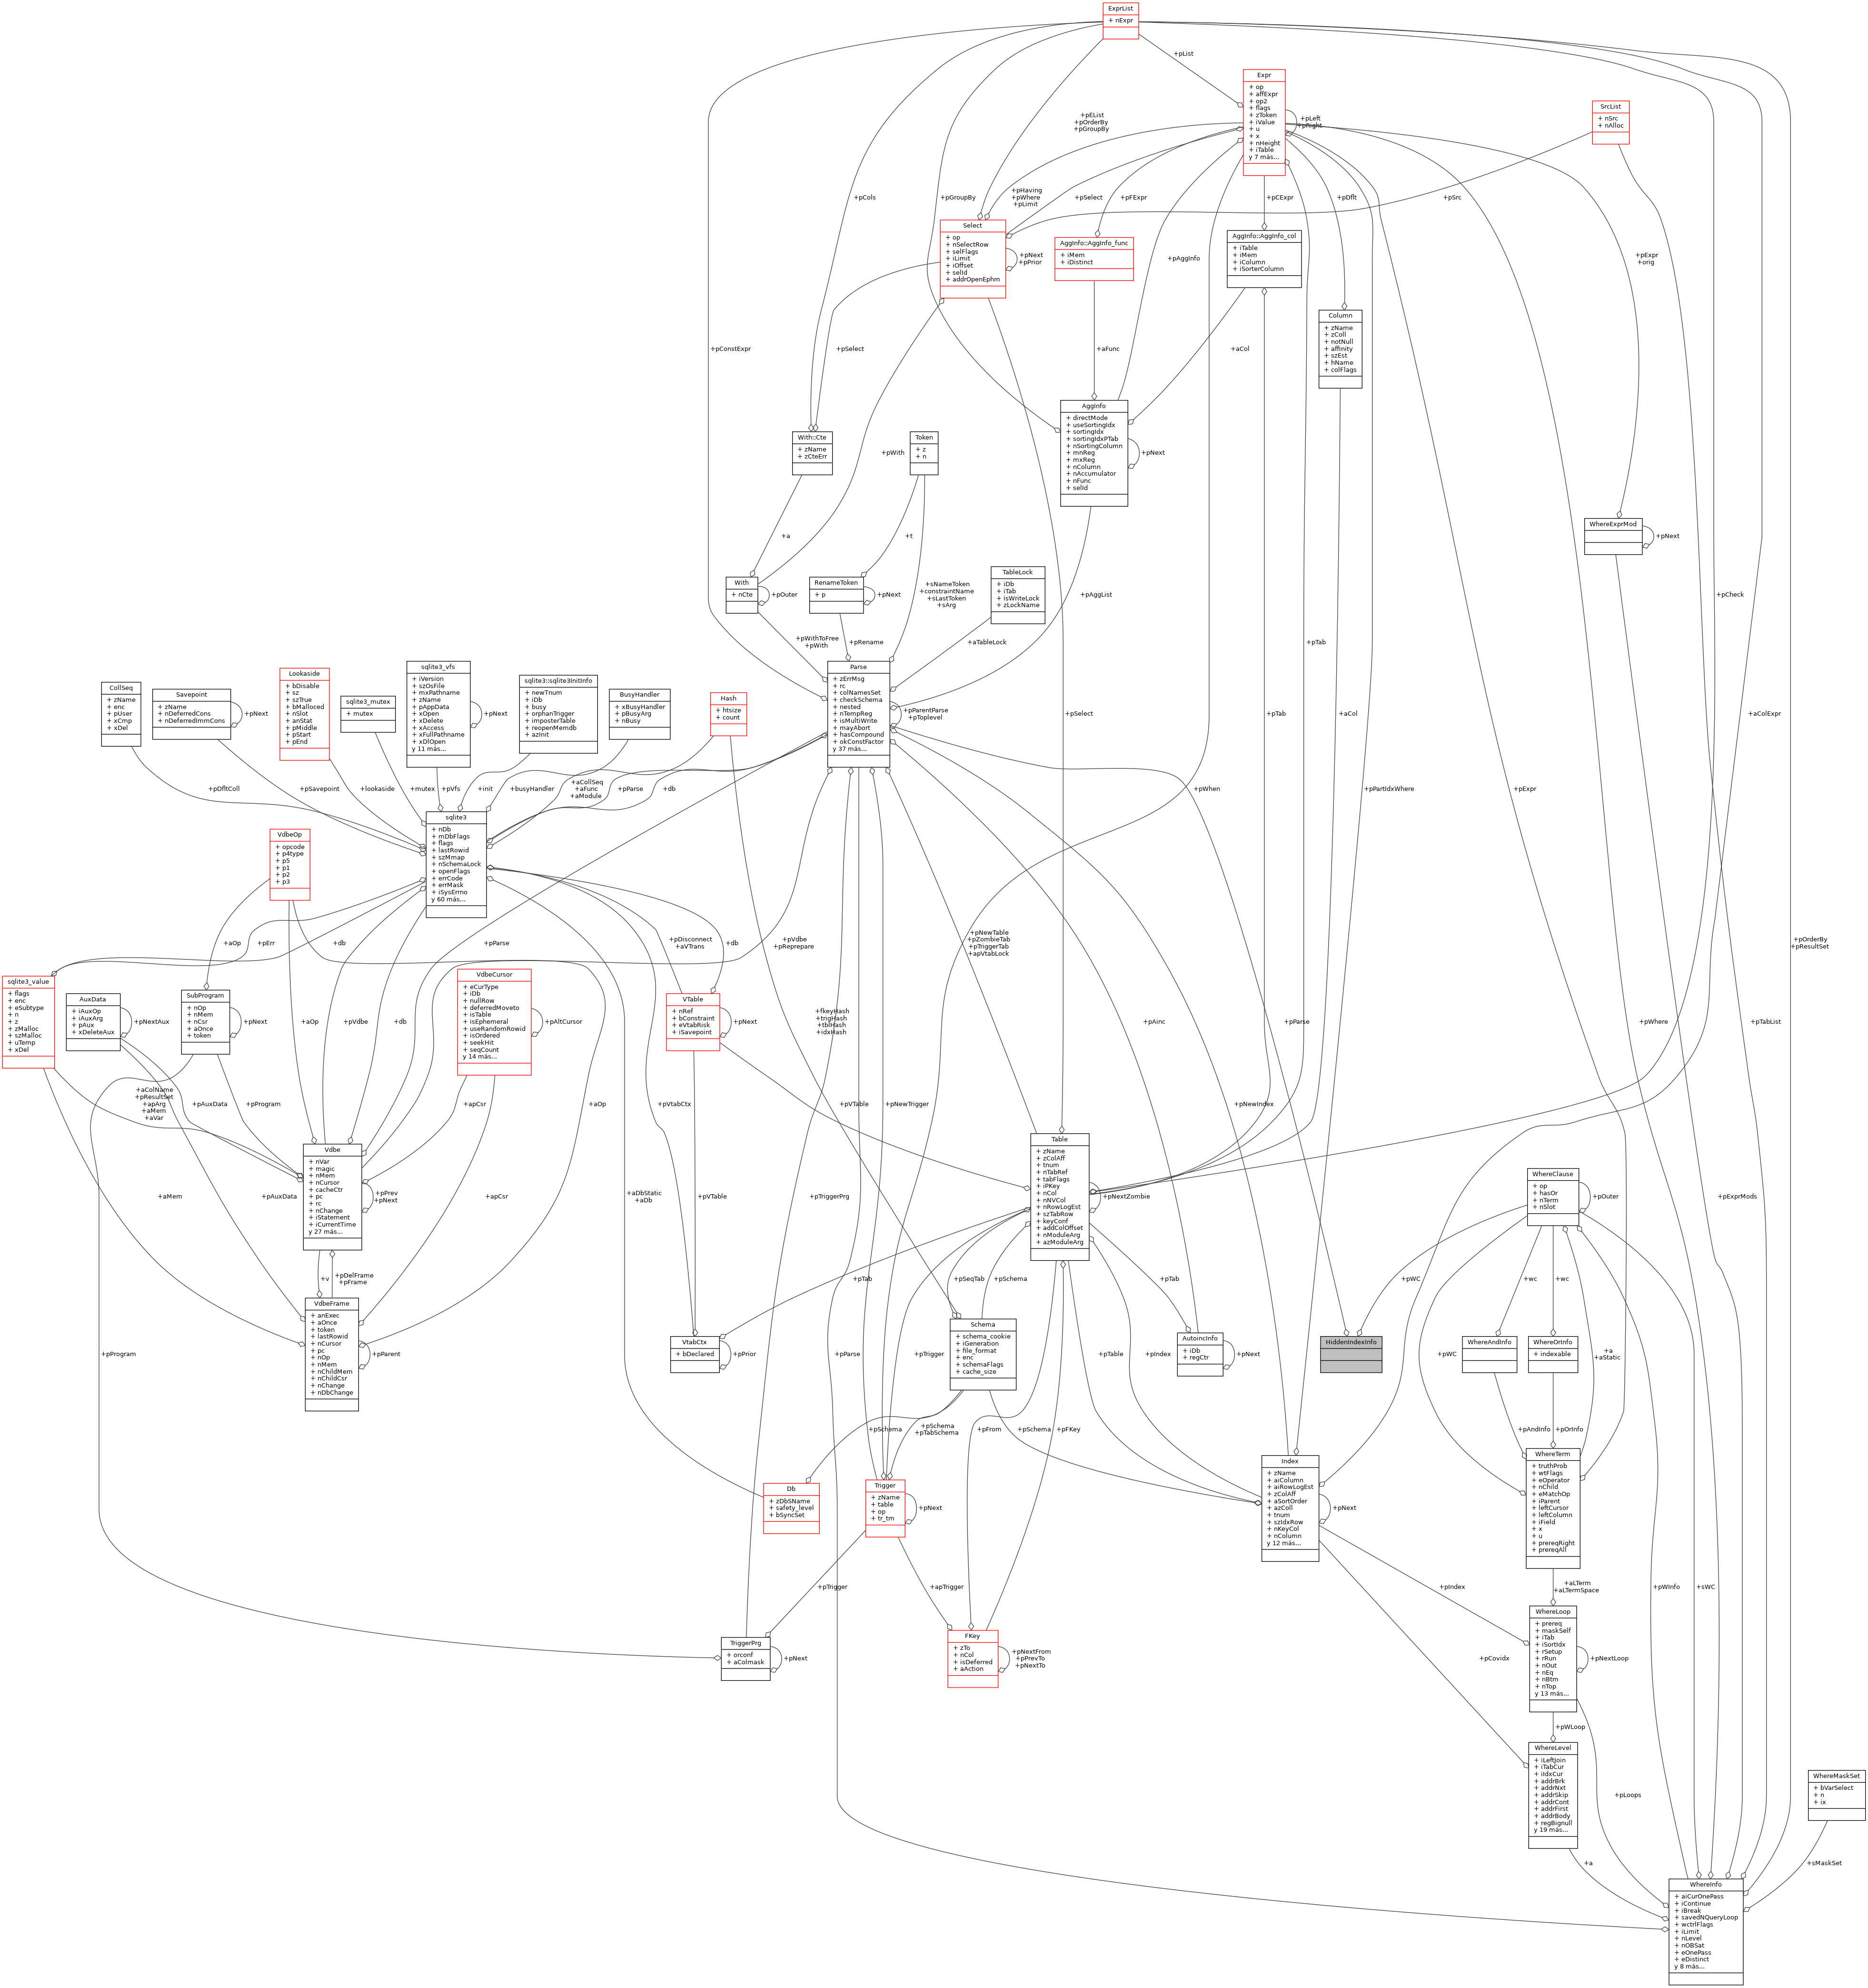 ExprList
+ nExpr
+pList
Expr
+ op
+ affExpr
+ op2
+ flags
+ zToken
+ iValue
+ u
+ x
+ nHeight
+ iTable
y 7 más...
+pLeft
+pRight
SrcList
+ nSrc
+ nAlloc
+pEList
+pOrderBy
+pGroupBy
+pCols
+pGroupBy
+pHaving
+pWhere
+pLimit
+pSelect
+pFExpr
+pCExpr
+pDflt
+pSrc
Select
+ op
+ nSelectRow
+ selFlags
+ iLimit
+ iOffset
+ selId
+ addrOpenEphm
+pNext
+pPrior
AggInfo::AggInfo_func
+ iMem
+ iDistinct
+pAggInfo
AggInfo::AggInfo_col
+ iTable
+ iMem
+ iColumn
+ iSorterColumn
+pExpr
+orig
Column
+ zName
+ zColl
+ notNull
+ affinity
+ szEst
+ hName
+ colFlags
+pConstExpr
+pSelect
+aFunc
+aCol
AggInfo
+ directMode
+ useSortingIdx
+ sortingIdx
+ sortingIdxPTab
+ nSortingColumn
+ mnReg
+ mxReg
+ nColumn
+ nAccumulator
+ nFunc
+ selId
+pNext
With::Cte
+ zName
+ zCteErr
+pWith
Token
+ z
+ n
WhereExprMod
+pNext
+a
+t
With
+ nCte
+pOuter
RenameToken
+ p
+pNext
+sNameToken
+constraintName
+sLastToken
+sArg
TableLock
+ iDb
+ iTab
+ isWriteLock
+ zLockName
+pAggList
+pCheck
+pWithToFree
+pWith
+pRename
+aTableLock
+pTab
+pSelect
+pTab
+aCol
+aColExpr
CollSeq
+ zName
+ enc
+ pUser
+ xCmp
+ xDel
Savepoint
+ zName
+ nDeferredCons
+ nDeferredImmCons
+pNext
Lookaside
+ bDisable
+ sz
+ szTrue
+ bMalloced
+ nSlot
+ anStat
+ pMiddle
+ pStart
+ pEnd
sqlite3_mutex
+ mutex
sqlite3_vfs
+ iVersion
+ szOsFile
+ mxPathname
+ zName
+ pAppData
+ xOpen
+ xDelete
+ xAccess
+ xFullPathname
+ xDlOpen
y 11 más...
+pNext
sqlite3::sqlite3InitInfo
+ newTnum
+ iDb
+ busy
+ orphanTrigger
+ imposterTable
+ reopenMemdb
+ azInit
BusyHandler
+ xBusyHandler
+ pBusyArg
+ nBusy
Hash
+ htsize
+ count
Parse
+ zErrMsg
+ rc
+ colNamesSet
+ checkSchema
+ nested
+ nTempReg
+ isMultiWrite
+ mayAbort
+ hasCompound
+ okConstFactor
y 37 más...
+pParentParse
+pToplevel
+pDfltColl
+pSavepoint
+lookaside
+mutex
+pVfs
+init
+busyHandler
+aCollSeq
+aFunc
+aModule
+pParse
+db
+pWhen
+pPartIdxWhere
+pExpr
VdbeOp
+ opcode
+ p4type
+ p5
+ p1
+ p2
+ p3
sqlite3
+ nDb
+ mDbFlags
+ flags
+ lastRowid
+ szMmap
+ nSchemaLock
+ openFlags
+ errCode
+ errMask
+ iSysErrno
y 60 más...
+aOp
+pErr
+db
+pParse
+pDisconnect
+aVTrans
+db
+pVdbe
+pReprepare
+pNewTable
+pZombieTab
+pTriggerTab
+apVtabLock
+pOrderBy
+pResultSet
sqlite3_value
+ flags
+ enc
+ eSubtype
+ n
+ z
+ zMalloc
+ szMalloc
+ uTemp
+ xDel
AuxData
+ iAuxOp
+ iAuxArg
+ pAux
+ xDeleteAux
+pNextAux
SubProgram
+ nOp
+ nMem
+ nCsr
+ aOnce
+ token
+pNext
+aOp
+pVdbe
+db
VdbeCursor
+ eCurType
+ iDb
+ nullRow
+ deferredMoveto
+ isTable
+ isEphemeral
+ useRandomRowid
+ isOrdered
+ seekHit
+ seqCount
y 14 más...
+pAltCursor
VTable
+ nRef
+ bConstraint
+ eVtabRisk
+ iSavepoint
+pNext
+fkeyHash
+trigHash
+tblHash
+idxHash
+pAinc
+pParse
+pWhere
+pTabList
+aColName
+pResultSet
+apArg
+aMem
+aVar
+pAuxData
+pProgram
+apCsr
+aOp
+pVtabCtx
+pVTable
+pNewTrigger
+pNewIndex
Vdbe
+ nVar
+ magic
+ nMem
+ nCursor
+ cacheCtr
+ pc
+ rc
+ nChange
+ iStatement
+ iCurrentTime
y 27 más...
+pPrev
+pNext
Table
+ zName
+ zColAff
+ tnum
+ nTabRef
+ tabFlags
+ iPKey
+ nCol
+ nNVCol
+ nRowLogEst
+ szTabRow
+ keyConf
+ addColOffset
+ nModuleArg
+ azModuleArg
+pNextZombie
WhereClause
+ op
+ hasOr
+ nTerm
+ nSlot
+pOuter
+aMem
+pAuxData
+apCsr
+aDbStatic
+aDb
+pVTable
+pTriggerPrg
+pExprMods
+v
+pDelFrame
+pFrame
+pTab
+pSeqTab
+pSchema
+pTab
+pWC
+wc
+wc
VdbeFrame
+ anExec
+ aOnce
+ token
+ lastRowid
+ nCursor
+ pc
+ nOp
+ nMem
+ nChildMem
+ nChildCsr
+ nChange
+ nDbChange
+pParent
+pProgram
VtabCtx
+ bDeclared
+pPrior
+pParse
+pTrigger
Schema
+ schema_cookie
+ iGeneration
+ file_format
+ enc
+ schemaFlags
+ cache_size
+pTable
+pIndex
AutoincInfo
+ iDb
+ regCtr
+pNext
HiddenIndexInfo
+pWC
WhereAndInfo
WhereOrInfo
+ indexable
+a
+aStatic
+pWInfo
+sWC
+pSchema
+pSchema
+pTabSchema
+pFrom
+pSchema
+pFKey
+pAndInfo
+pOrInfo
Db
+ zDbSName
+ safety_level
+ bSyncSet
Trigger
+ zName
+ table
+ op
+ tr_tm
+pNext
Index
+ zName
+ aiColumn
+ aiRowLogEst
+ zColAff
+ aSortOrder
+ azColl
+ tnum
+ szIdxRow
+ nKeyCol
+ nColumn
y 12 más...
+pNext
WhereTerm
+ truthProb
+ wtFlags
+ eOperator
+ nChild
+ eMatchOp
+ iParent
+ leftCursor
+ leftColumn
+ iField
+ x
+ u
+ prereqRight
+ prereqAll
+pTrigger
+apTrigger
+pIndex
+aLTerm
+aLTermSpace
TriggerPrg
+ orconf
+ aColmask
+pNext
FKey
+ zTo
+ nCol
+ isDeferred
+ aAction
+pNextFrom
+pPrevTo
+pNextTo
+pCovidx
WhereLoop
+ prereq
+ maskSelf
+ iTab
+ iSortIdx
+ rSetup
+ rRun
+ nOut
+ nEq
+ nBtm
+ nTop
y 13 más...
+pNextLoop
+pWLoop
WhereLevel
+ iLeftJoin
+ iTabCur
+ iIdxCur
+ addrBrk
+ addrNxt
+ addrSkip
+ addrCont
+ addrFirst
+ addrBody
+ regBignull
y 19 más...
+pLoops
WhereMaskSet
+ bVarSelect
+ n
+ ix
+a
+sMaskSet
WhereInfo
+ aiCurOnePass
+ iContinue
+ iBreak
+ savedNQueryLoop
+ wctrlFlags
+ iLimit
+ nLevel
+ nOBSat
+ eOnePass
+ eDistinct
y 8 más...